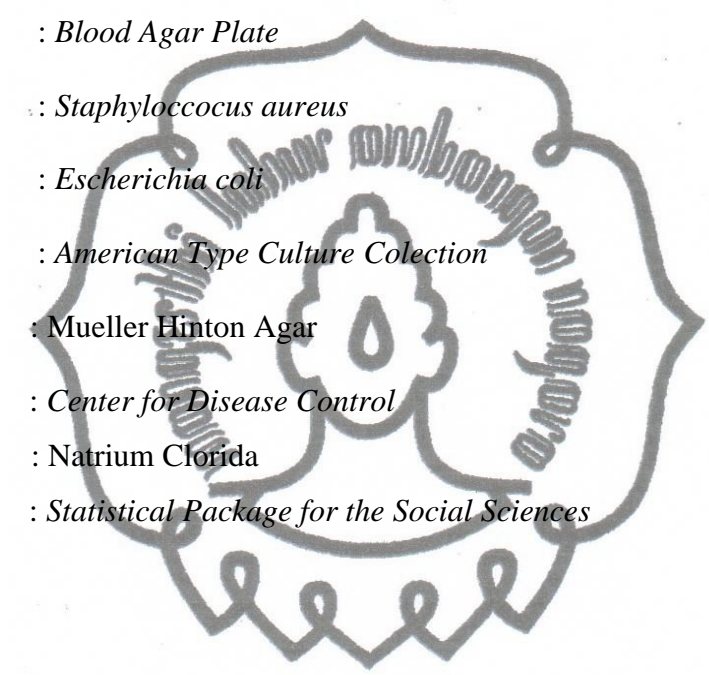 : Blood Agar Plate
: Staphyloccocus aureus
: Escherichia coli
: American Type Culture Colection
: Mueller Hinton Agar
: Center for Disease Control
: Natrium Clorida
: Statistical Package for the Social Sciences